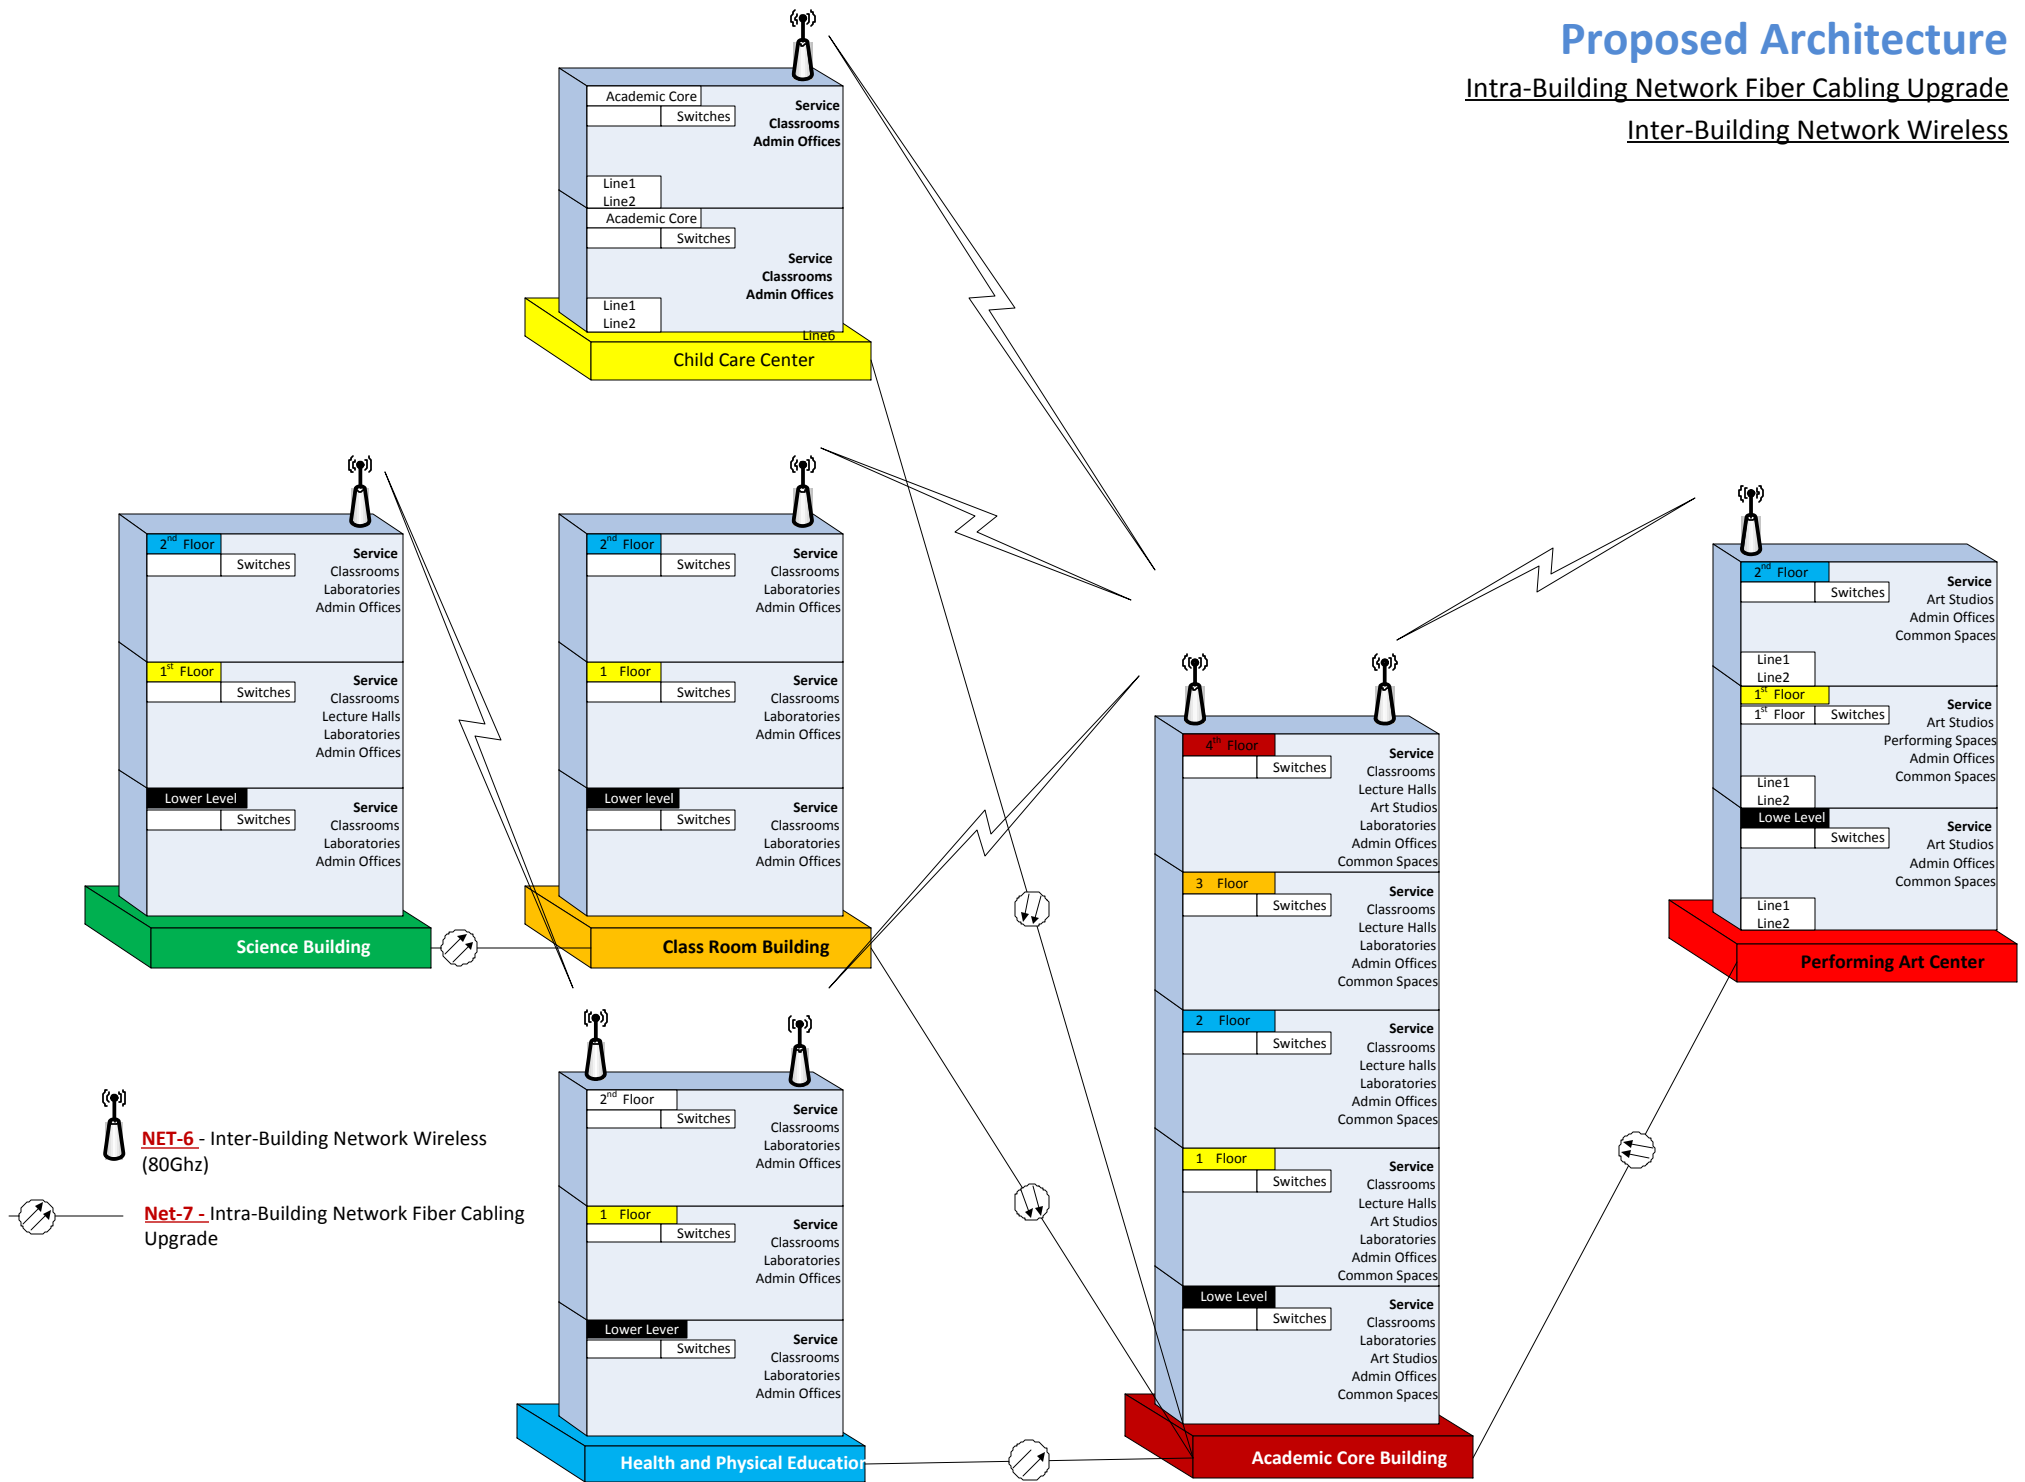 Proposed Architecture
Intra-Building Network Fiber Cabling Upgrade
Inter-Building Network Wireless
Academic Core
Switches
Service
Classrooms
Admin Offices
Line1
Line2
Academic Core
Switches
Service
Classrooms
Admin Offices
Line1
Line2
Line6
Child Care Center
2nd Floor
Switches
Service
Classrooms
Laboratories
Admin Offices
1st FLoor
Switches
Service
Classrooms
Lecture Halls
Laboratories
Admin Offices
Lower Level
Switches
Service
Classrooms
Laboratories
Admin Offices
Science Building
2nd Floor
Switches
Service
Classrooms
Laboratories
Admin Offices
1 Floor
Switches
Service
Classrooms
Laboratories
Admin Offices
Lower level
Switches
Service
Classrooms
Laboratories
Admin Offices
Class Room Building
2nd Floor
Switches
Service
Art Studios
Admin Offices
Common Spaces
Line1
Line2
1st Floor
1st Floor Switches
Service
Art Studios
Performing Spaces
Admin Offices
Common Spaces
Line1
Line2
Lowe Level
Switches
Service
Art Studios
Admin Offices
Common Spaces
Line1
Line2
Performing Art Center
4th Floor
Switches
Service
Classrooms
Lecture Halls
Art Studios
Laboratories
Admin Offices
Common Spaces
3 Floor
Switches
Service
Classrooms
Lecture Halls
Laboratories
Admin Offices
Common Spaces
2 Floor
Switches
Service
Classrooms
Lecture halls
Laboratories
Admin Offices
Common Spaces
1 Floor
Switches
Service
Classrooms
Lecture Halls
Art Studios
Laboratories
Admin Offices
Common Spaces
Lowe Level
Switches
Service
Classrooms
Laboratories
Art Studios
Admin Offices
Common Spaces
Academic Core Building
2nd Floor
Switches
Service
Classrooms
Laboratories
Admin Offices
1 Floor
Switches
Service
Classrooms
Laboratories
Admin Offices
Lower Lever
Switches
Service
Classrooms
Laboratories
Admin Offices
Health and Physical Education
NET-6 - Inter-Building Network Wireless
(80Ghz)
Net-7 - Intra-Building Network Fiber Cabling
Upgrade